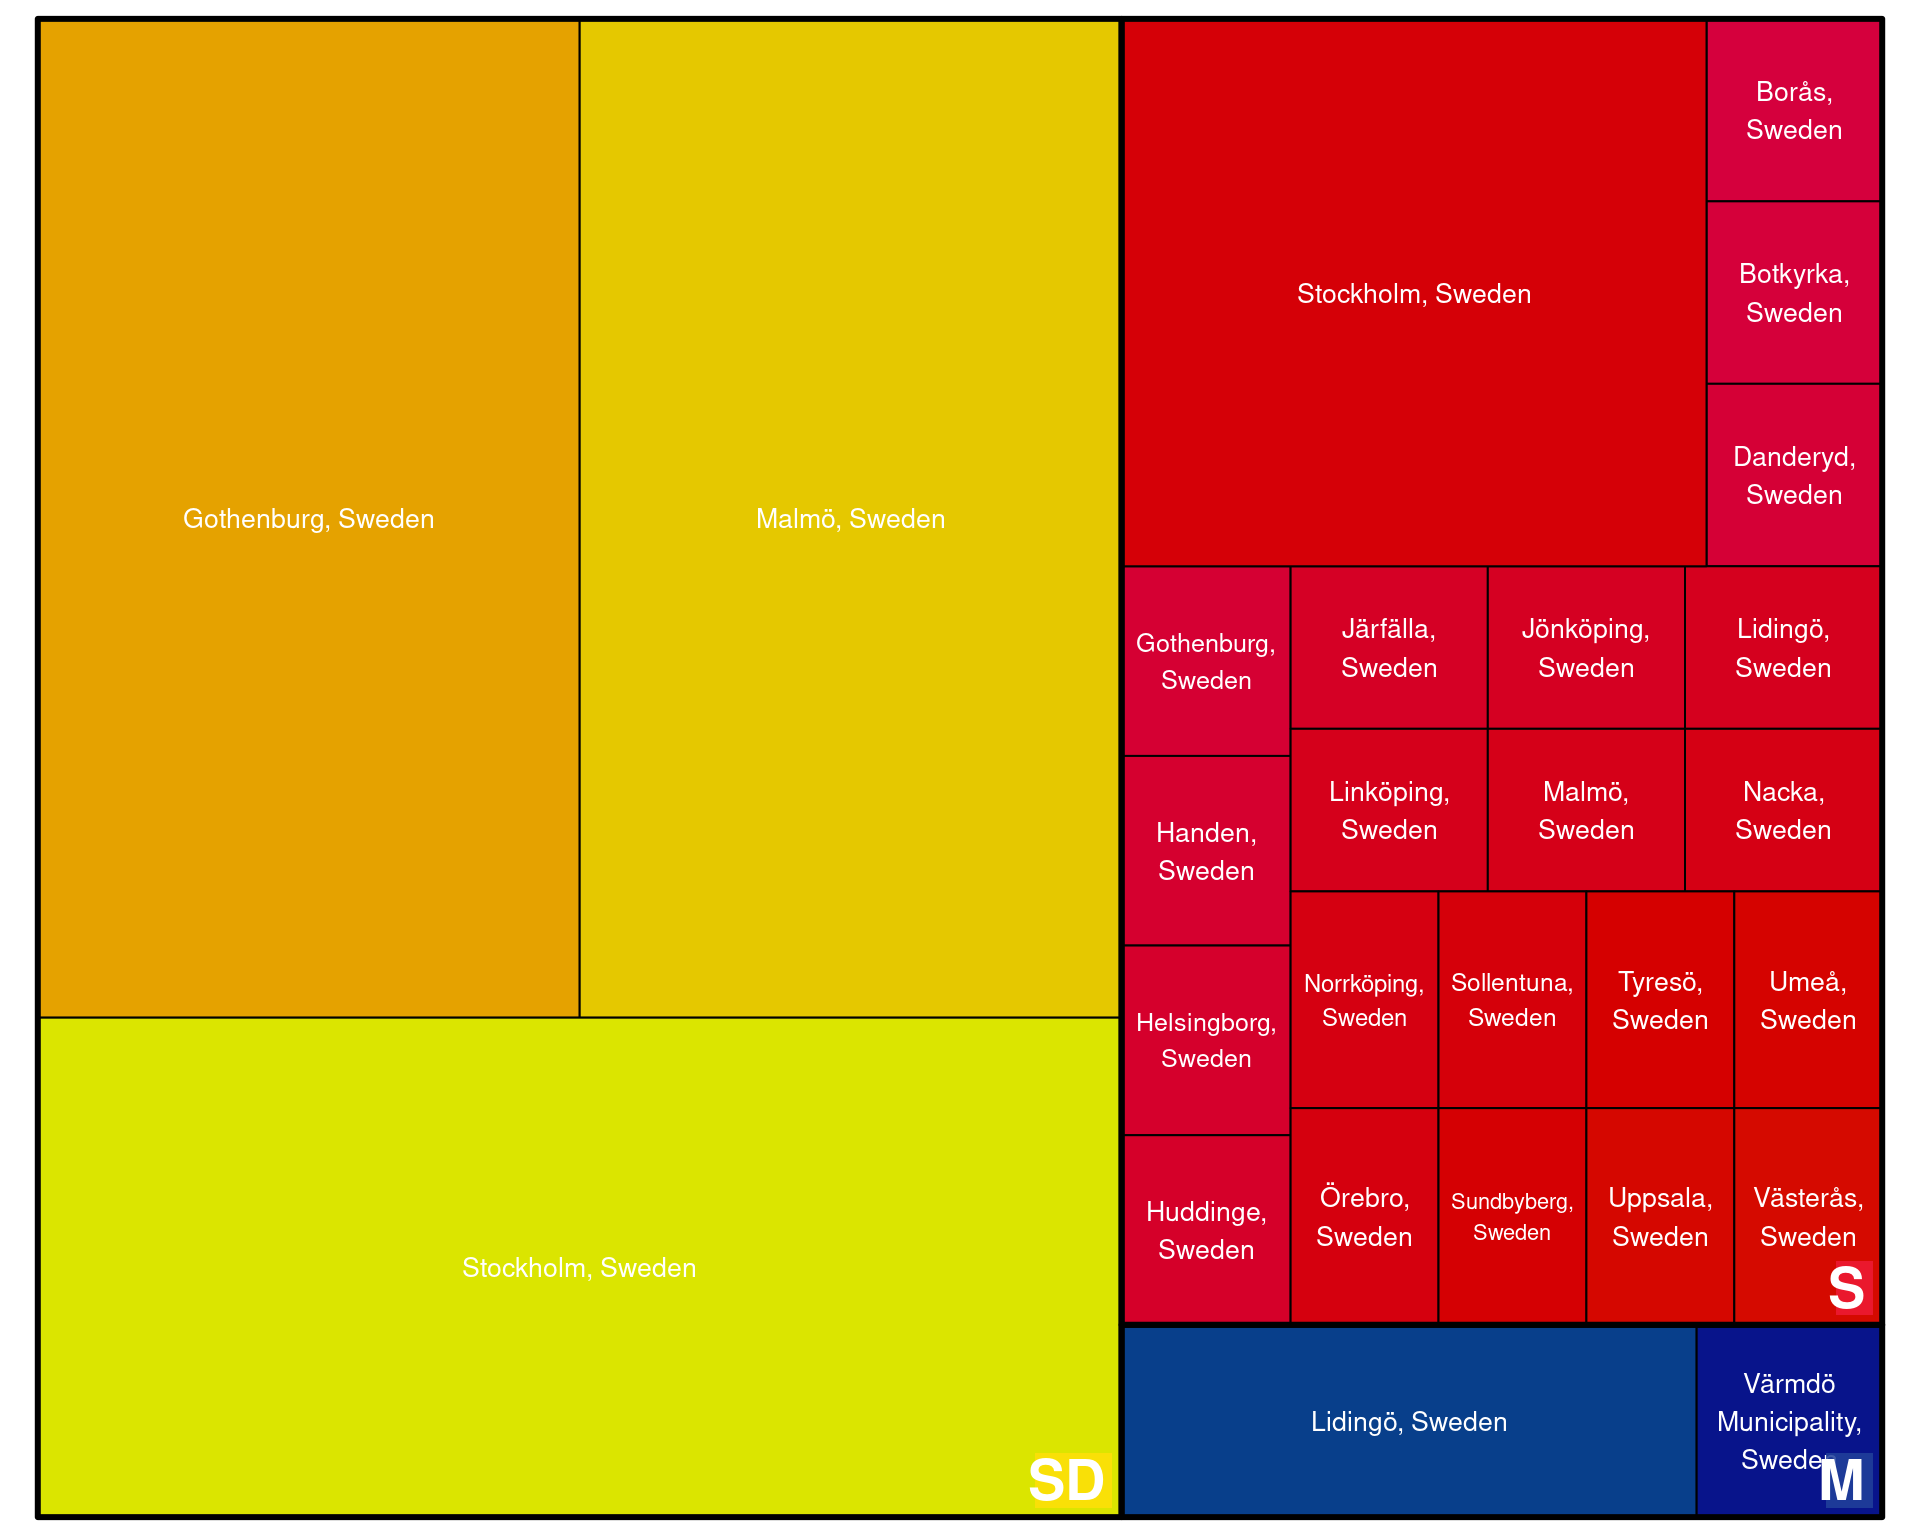 Gothenburg, Sweden
Malmö, Sweden
Stockholm, Sweden
SD
Stockholm, Sweden
Borås,
Sweden
Botkyrka,
Sweden
Danderyd,
Sweden
Gothenburg,
Sweden
Handen,
Sweden
Helsingborg,
Sweden
Huddinge,
Sweden
Järfälla,
Sweden
Jönköping,
Sweden
Lidingö,
Sweden
Linköping,
Sweden
Malmö,
Sweden
Nacka,
Sweden
Norrköping,
Sweden
Sollentuna,
Sweden
Tyresö,
Sweden
Umeå,
Sweden
Örebro,
Sweden
Sundbyberg,
Sweden
Uppsala,
Sweden
Västerås,
Sweden
S
Lidingö, Sweden
Värmdö
Municipality,
Sweden
M